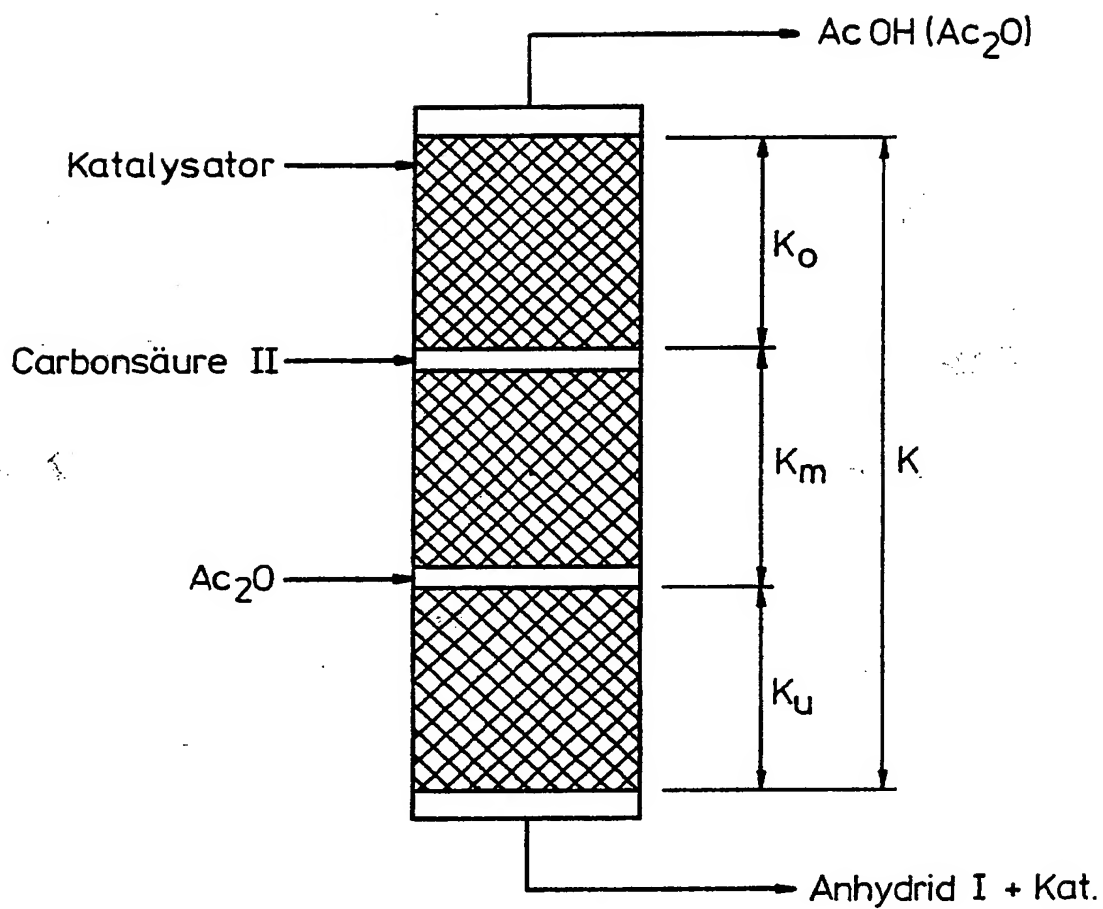 AcOH (Ac₂O)
Katalysator
Kₒ
Carbonsäure II
Kₘ
K
Ac₂O
Kᵤ
Anhydrid I + Kat.